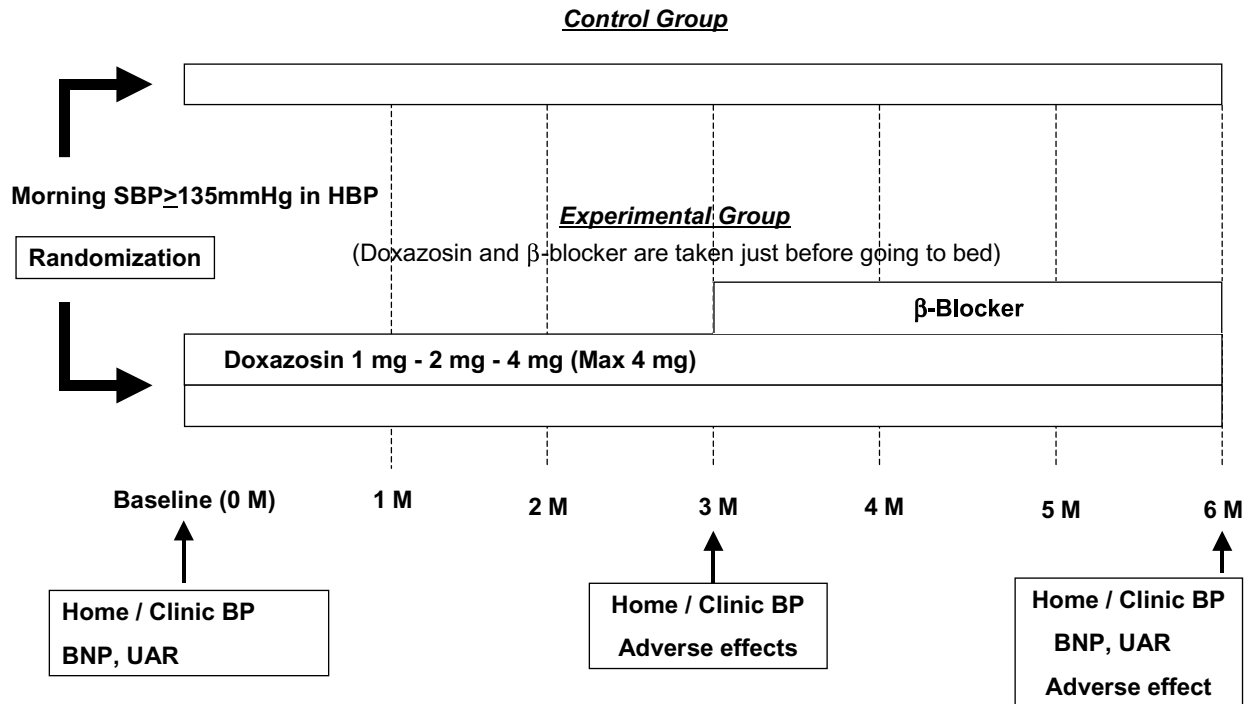 Control Group
Morning SBP≥135mmHg in HBP
Randomization
Experimental Group
(Doxazosin and β-blocker are taken just before going to bed)
β-Blocker
Doxazosin 1 mg - 2 mg - 4 mg (Max 4 mg)
Baseline (0 M)
1 M
2 M
3 M
4 M
5 M
6 M
Home / Clinic BP
BNP, UAR
Home / Clinic BP
Adverse effects
Home / Clinic BP
BNP, UAR
Adverse effect